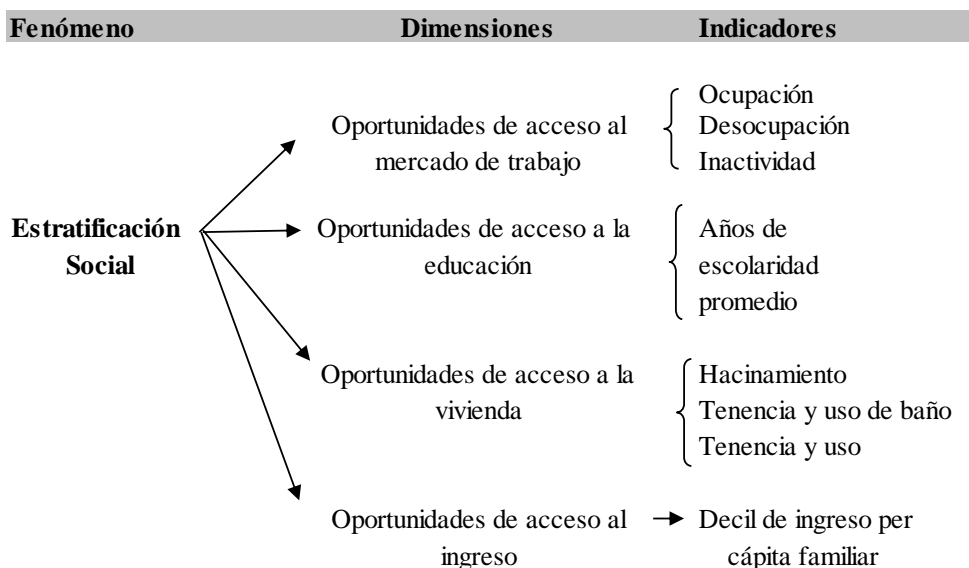 Fenómeno Dimensiones Indicadores
Oportunidades de acceso al
mercado de trabajo
Ocupación
Desocupación
Inactividad
Estratificación
Social
Oportunidades de acceso a la
educación
Años de
escolaridad
promedio
Oportunidades de acceso a la
vivienda
Hacinamiento
Tenencia y uso de baño
Tenencia y uso
Oportunidades de acceso al
ingreso
Decil de ingreso per
cápita familiar